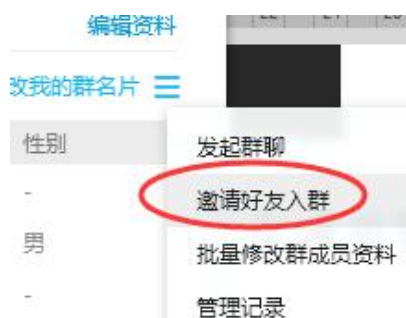 编辑资料
改我的群名片
性别
发起群聊
-
邀请好友入群
男
批量修改群成员资料
-
管理记录